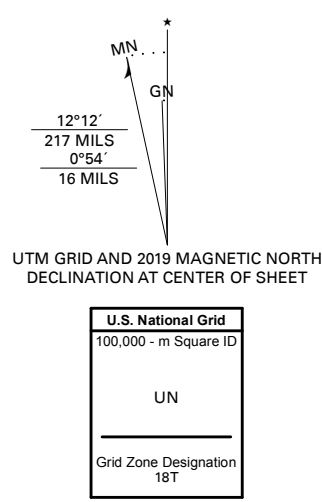 ★
MN
GN
12°12´
217 MILS
0°54´
16 MILS
UTM GRID AND 2019 MAGNETIC NORTH
DECLINATION AT CENTER OF SHEET
U.S. National Grid
100,000 - m Square ID
UN
Grid Zone Designation
18T